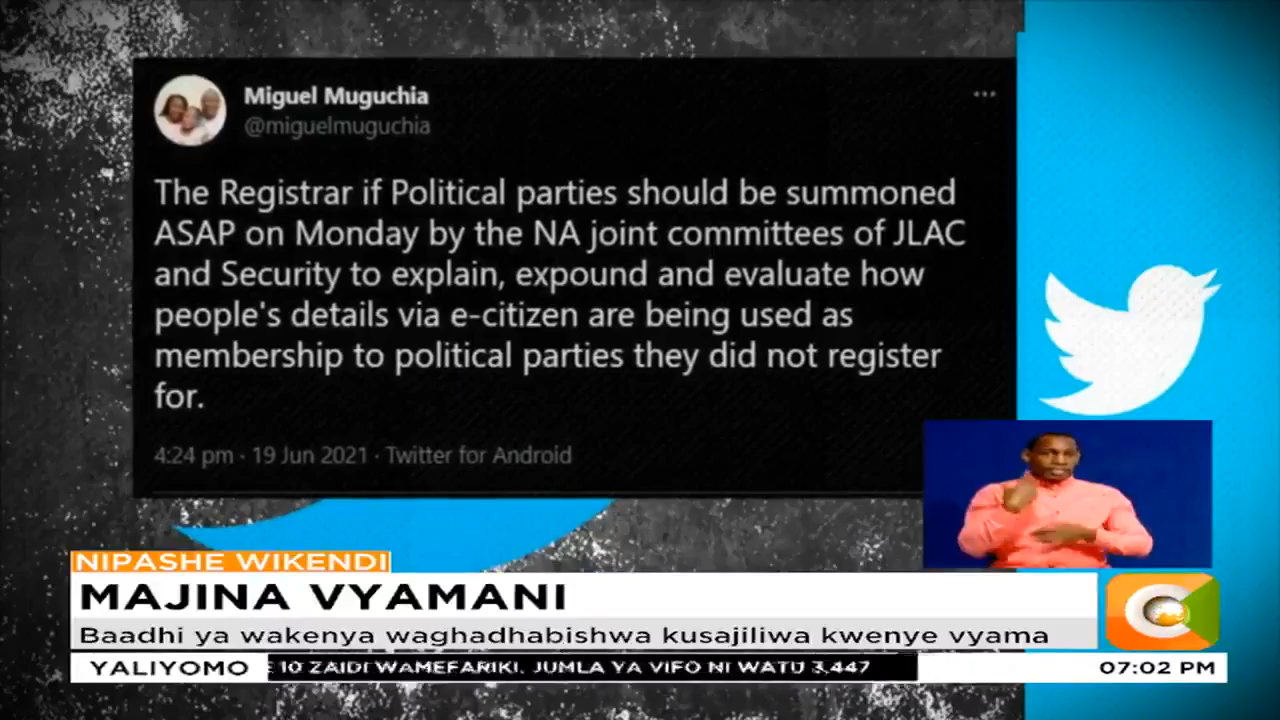 Miguel Muguchia
@miguelmuguchia
The Registrar if Political parties should be summoned
ASAP on Monday by the NA joint committees of JLAC
and Security to explain, expound and evaluate how
people's details via e-citizen are being used as
membership to political parties they did not register
for.
4:24 pm · 19 Jun 2021 · Twitter for Android
NIPASHE WIKENDI
MAJINA VYAMANI
Baadhi ya wakenya waghadhabishwa kusajiliwa kwenye vyama
YALIYOMO 10 ZAIDI WAMEFARIKI. JUMLA YA VIFO NI WATU 3,447 07:02 PM